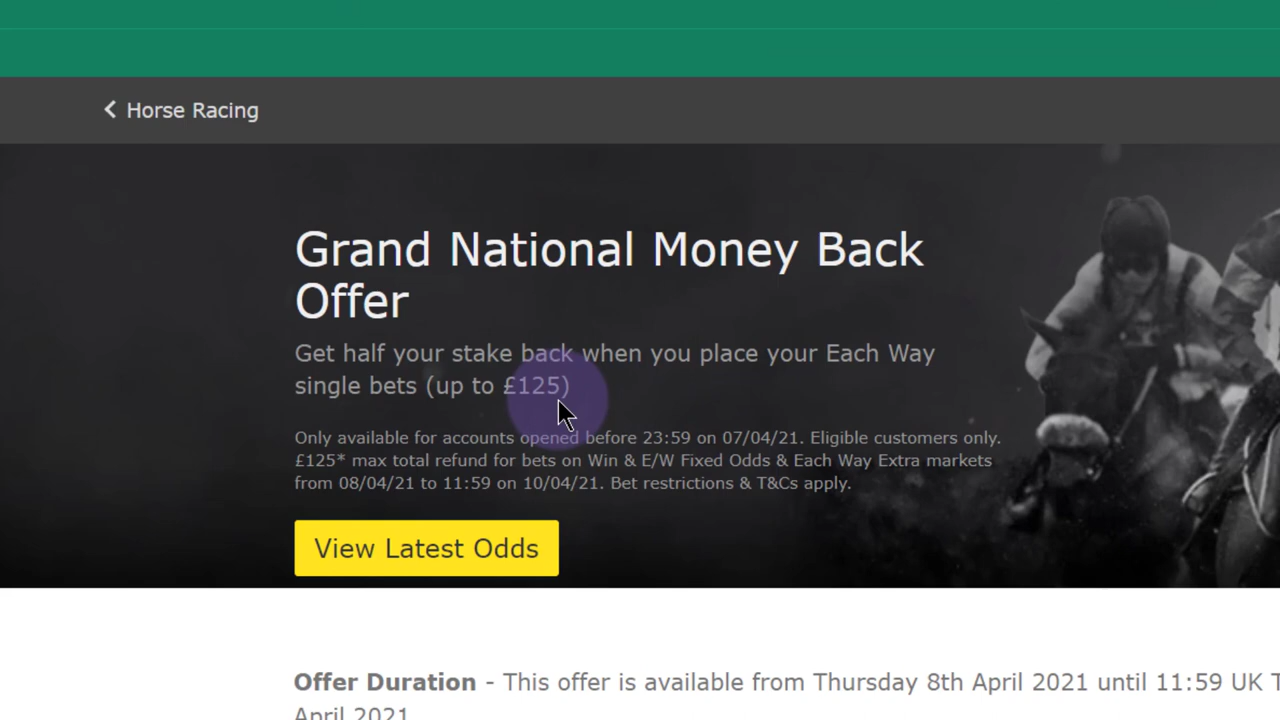 Horse Racing
Grand National Money Back
Offer
Get half your stake back when you place your Each Way
single bets (up to £125)
Only available for accounts opened before 23:59 on 07/04/21. Eligible customers only.
£125* max total refund for bets on Win & E/W Fixed Odds & Each Way Extra markets
from 08/04/21 to 11:59 on 10/04/21. Bet restrictions & T&Cs apply.
View Latest Odds
Offer Duration - This offer is available from Thursday 8th April 2021 until 11:59 UK T
April 2021